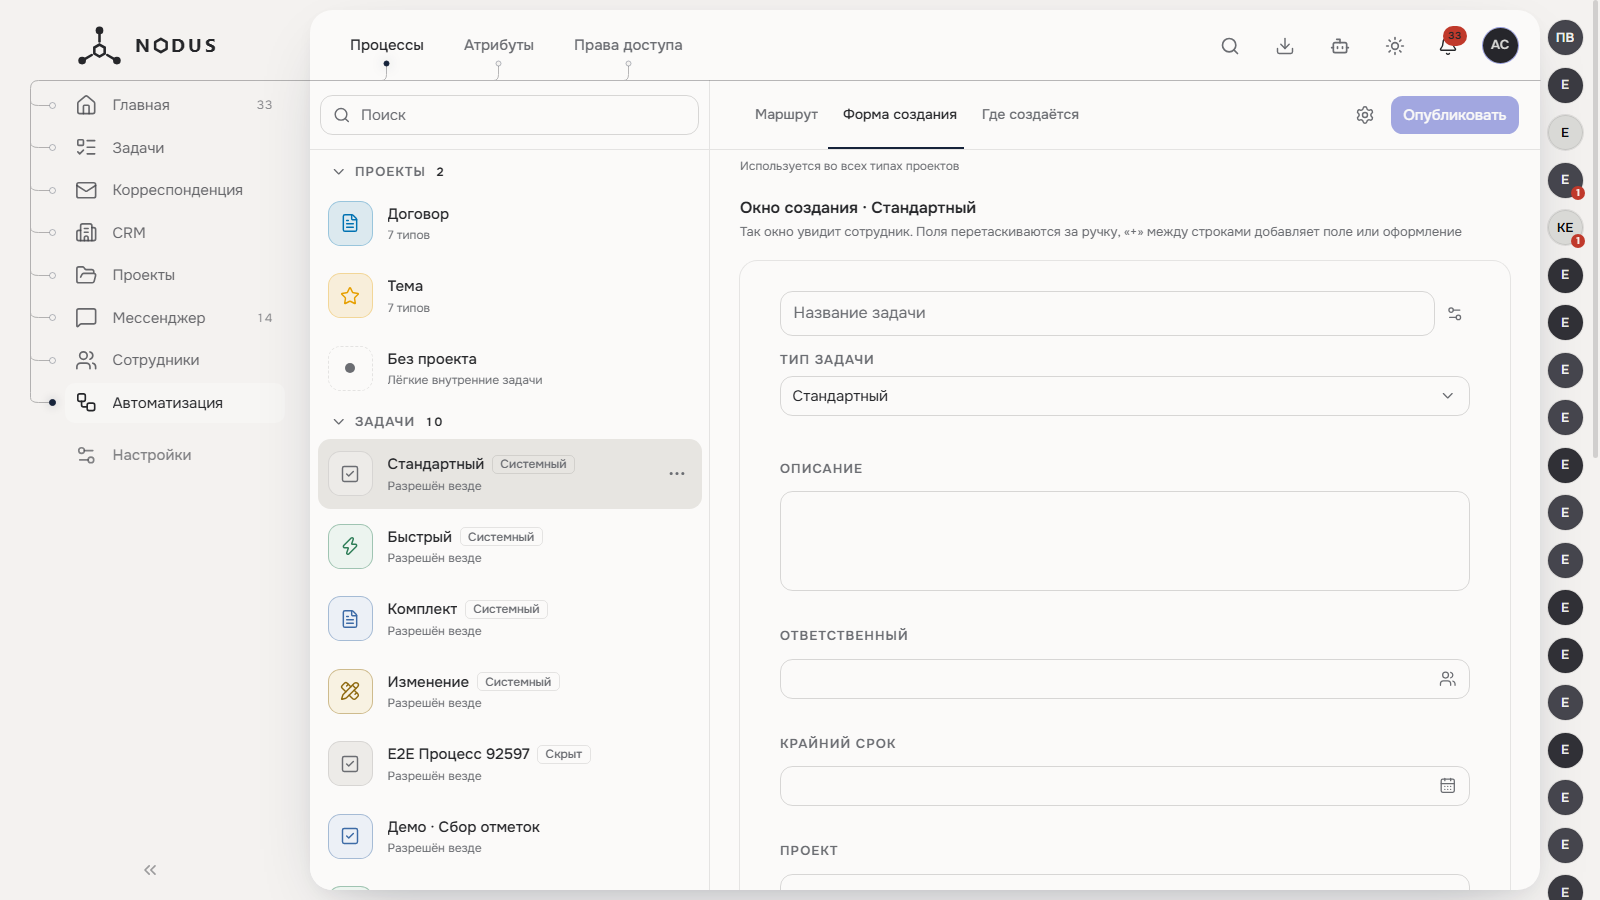 NODUS
Главная 33
Задачи
Корреспонденция
CRM
Проекты
Мессенджер 14
Сотрудники
Автоматизация
Настройки
Процессы Атрибуты Права доступа
33
АС
Поиск
ПРОЕКТЫ 2
Договор
7 типов
Тема
7 типов
Без проекта
Лёгкие внутренние задачи
ЗАДАЧИ 10
Стандартный Системный
Разрешён везде
Быстрый Системный
Разрешён везде
Комплект Системный
Разрешён везде
Изменение Системный
Разрешён везде
E2E Процесс 92597 Скрыт
Разрешён везде
Демо · Сбор отметок
Разрешён везде
Маршрут Форма создания Где создаётся
Опубликовать
Используется во всех типах проектов
Окно создания · Стандартный
Так окно увидит сотрудник. Поля перетаскиваются за ручку, «+» между строками добавляет поле или оформление
Название задачи
ТИП ЗАДАЧИ
Стандартный
ОПИСАНИЕ
ОТВЕТСТВЕННЫЙ
КРАЙНИЙ СРОК
ПРОЕКТ
ПВ
Е
Е
Е
1
КЕ
1
Е
Е
Е
Е
Е
Е
Е
Е
Е
Е
Е
Е
Е
Е